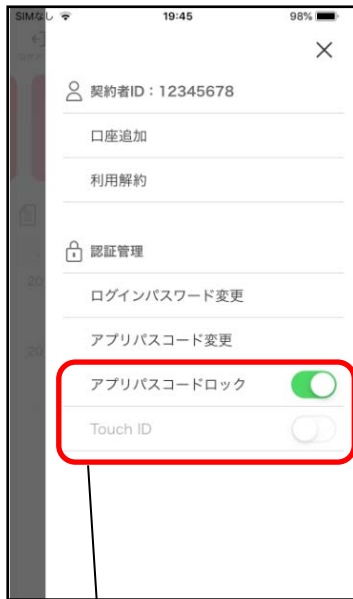 SIMなし 19:45 98%
契約者ID：12345678
口座追加
利用解約
認証管理
ログインパスワード変更
アプリパスコード変更
アプリパスコードロック
Touch ID
20
20